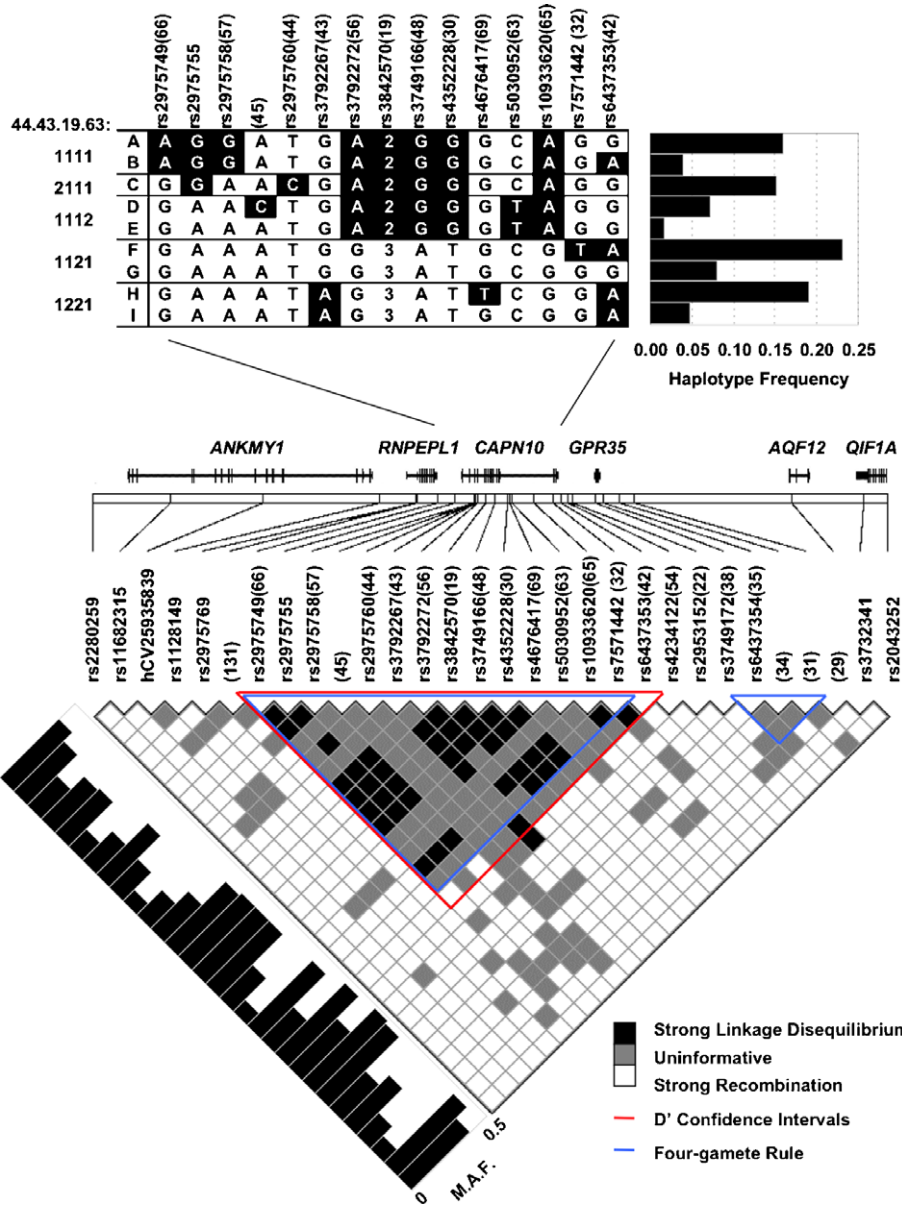 rs2975749(66)
rs2975755
rs2975758(57)
(45)
rs2975760(44)
rs3792267(43)
rs3792272(56)
rs3842570(19)
rs3749166(48)
rs4352228(30)
rs4676417(69)
rs5030952(63)
rs10933620(65)
rs7571442 (32)
rs6437353(42)
44.43.19.63:
1111
A A G G A T G A 2 G G G C A G G
B A G G A T G A 2 G G G C A G A
2111
C G G A A C G A 2 G G G C A G G
1112
D G A A C T G A 2 G G G T A G G
E G A A A T G A 2 G G G T A G G
1121
F G A A A T G G 3 A T G C G T A
G G A A A T G G 3 A T G C G G G
1221
H G A A A T A G 3 A T T C G G A
I G A A A T A G 3 A T G C G G A
0.00 0.05 0.10 0.15 0.20 0.25
Haplotype Frequency
ANKMY1 RNPEPL1 CAPN10 GPR35 AQF12 QIF1A
rs2280259
rs11682315
hCV25935839
rs1128149
rs2975769
(131)
rs2975749(66)
rs2975755
rs2975758(57)
(45)
rs2975760(44)
rs3792267(43)
rs3792272(56)
rs3842570(19)
rs3749166(48)
rs4352228(30)
rs4676417(69)
rs5030952(63)
rs10933620(65)
rs7571442 (32)
rs6437353(42)
rs4234122(54)
rs2953152(22)
rs3749172(38)
rs6437354(35)
(34)
(31)
(29)
rs3732341
rs2043252
Strong Linkage Disequilibrium
Uninformative
Strong Recombination
D' Confidence Intervals
Four-gamete Rule
0.5
M.A.F.
0